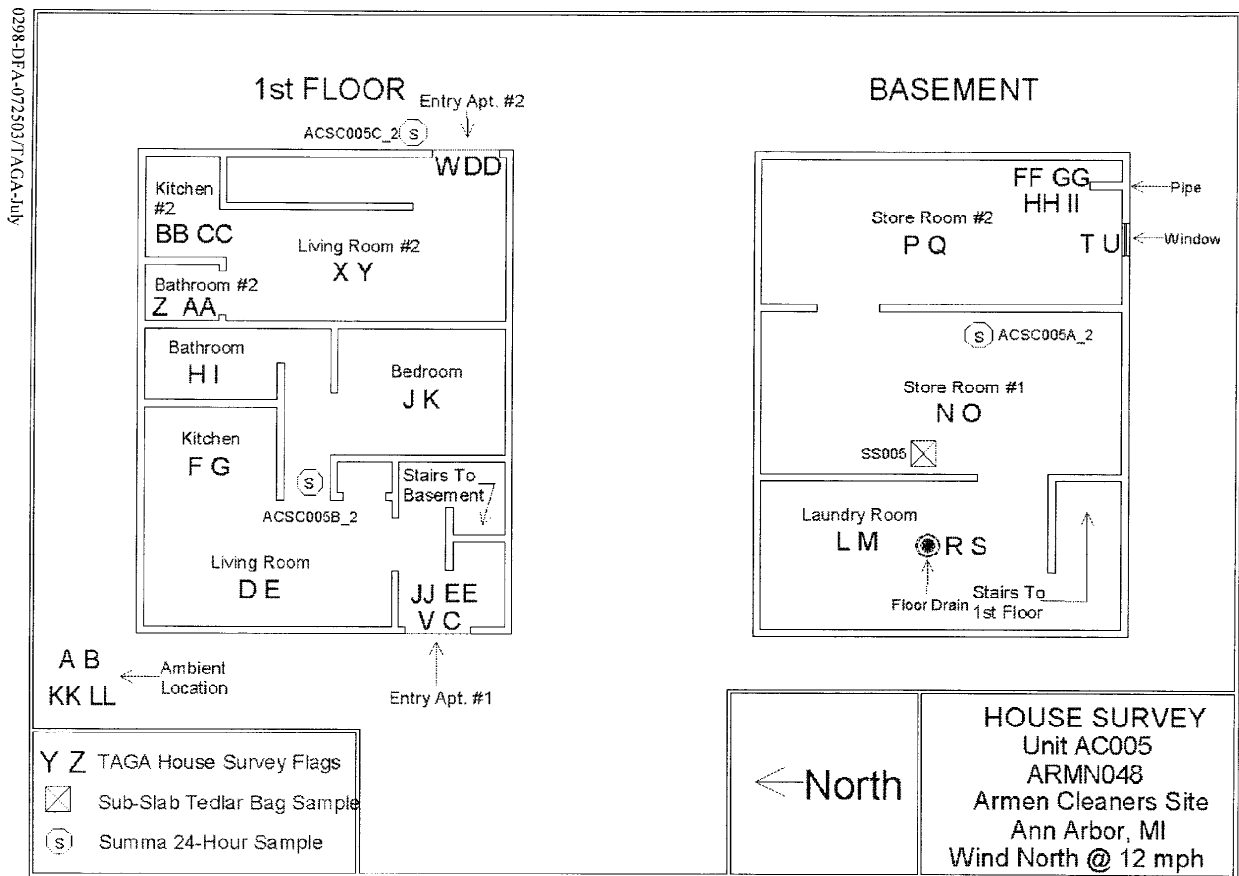 0298-DFA-072503/TAGA-July
1st FLOOR
Entry Apt. #2
ACSC005C_2 S
W DD
Kitchen
#2
BB CC
Living Room #2
X Y
Bathroom #2
Z AA
Bathroom
H I
Bedroom
J K
Kitchen
F G
S
ACSC005B_2
Stairs To
Basement
Living Room
D E
JJ EE
V C
A B
KK LL
Ambient
Location
Entry Apt. #1
BASEMENT
FF GG
HH II
Pipe
Store Room #2
P Q
T U
Window
S ACSC005A_2
Store Room #1
N O
SS005
Laundry Room
L M
R S
Floor Drain
Stairs To
1st Floor
Y Z TAGA House Survey Flags
Sub-Slab Tedlar Bag Sample
S Summa 24-Hour Sample
North
HOUSE SURVEY
Unit AC005
ARMN048
Armen Cleaners Site
Ann Arbor, MI
Wind North @ 12 mph